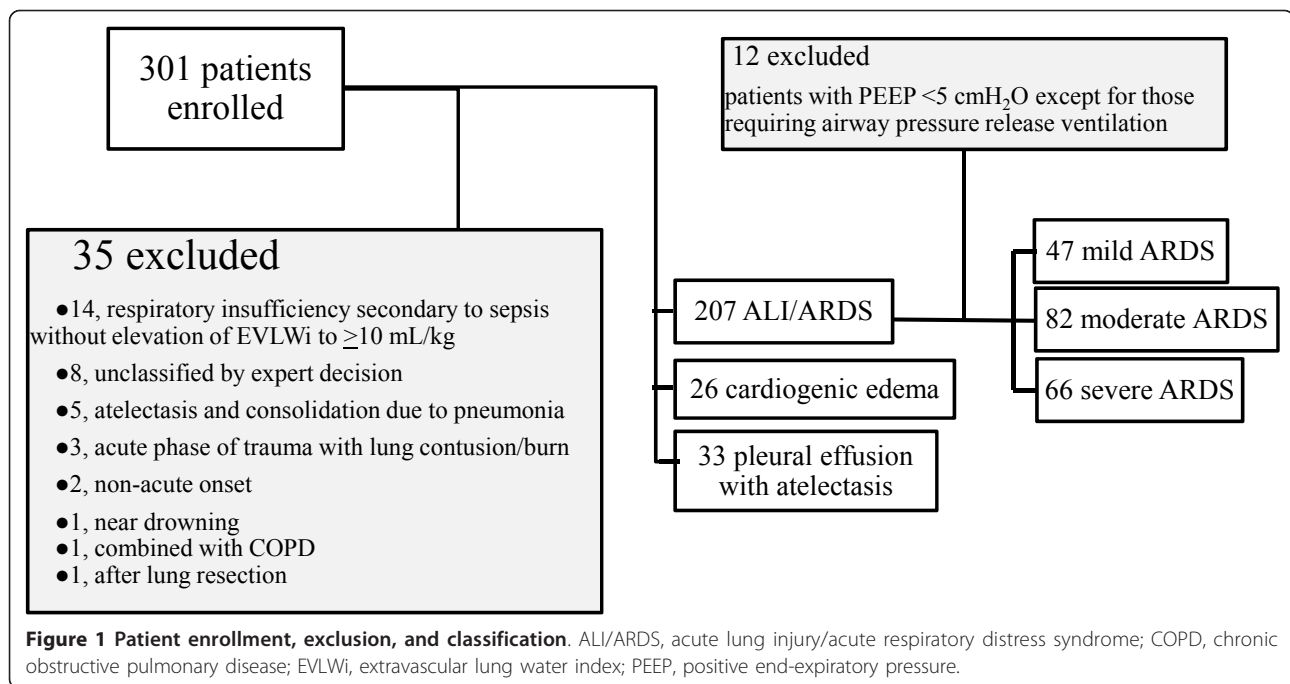 301 patients
enrolled
12 excluded
patients with PEEP <5 cmH₂O except for those
requiring airway pressure release ventilation
35 excluded
●14, respiratory insufficiency secondary to sepsis
without elevation of EVLWi to ≥10 mL/kg
●8, unclassified by expert decision
●5, atelectasis and consolidation due to pneumonia
●3, acute phase of trauma with lung contusion/burn
●2, non-acute onset
●1, near drowning
●1, combined with COPD
●1, after lung resection
207 ALI/ARDS
26 cardiogenic edema
33 pleural effusion
with atelectasis
47 mild ARDS
82 moderate ARDS
66 severe ARDS
Figure 1 Patient enrollment, exclusion, and classification. ALI/ARDS, acute lung injury/acute respiratory distress syndrome; COPD, chronic
obstructive pulmonary disease; EVLWi, extravascular lung water index; PEEP, positive end-expiratory pressure.